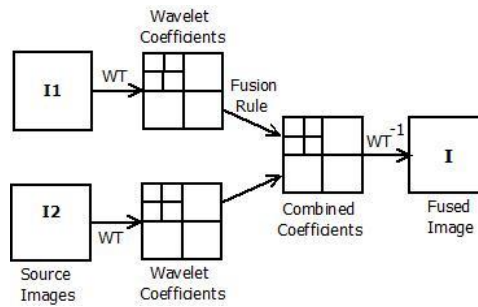 Wavelet
Coefficients
I1
WT
Fusion
Rule
WT-1
I
I2
WT
Combined
Coefficients
Fused
Image
Source
Images
Wavelet
Coefficients